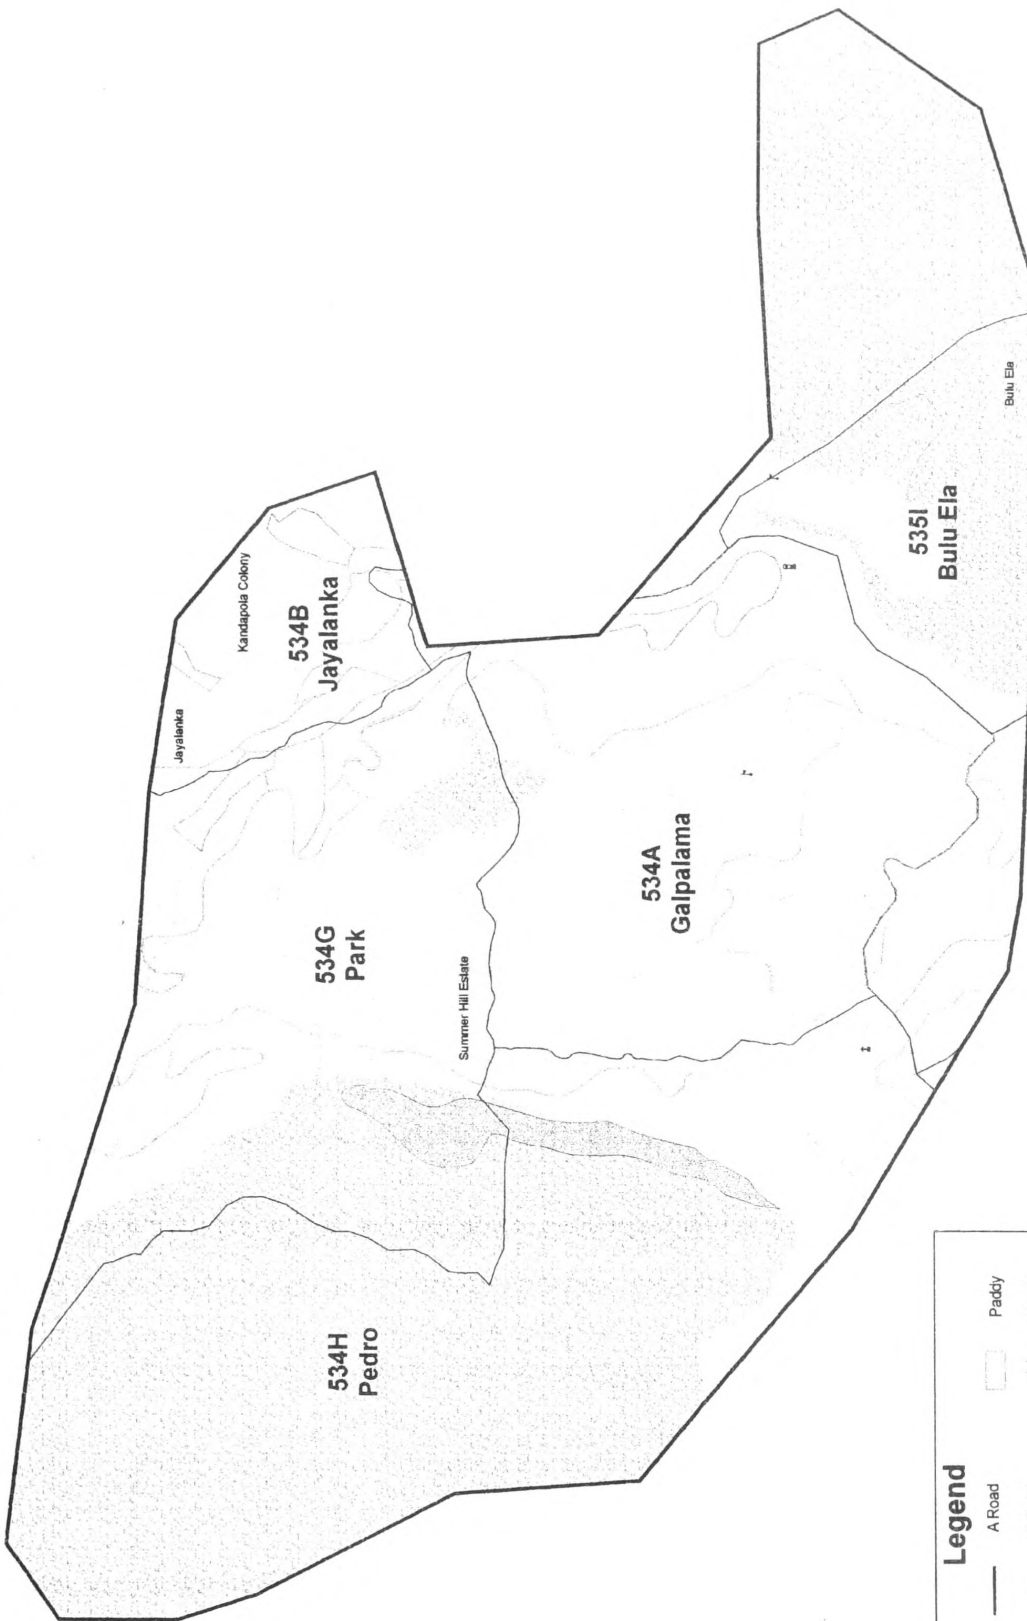 Jayalanka
Kandapola Colony
534B
Jayalanka
534G
Park
Summer Hill Estate
534H
Pedro
534A
Galpalama
535I
Bulu Ela
Bulu Ela
Legend
A Road
Paddy